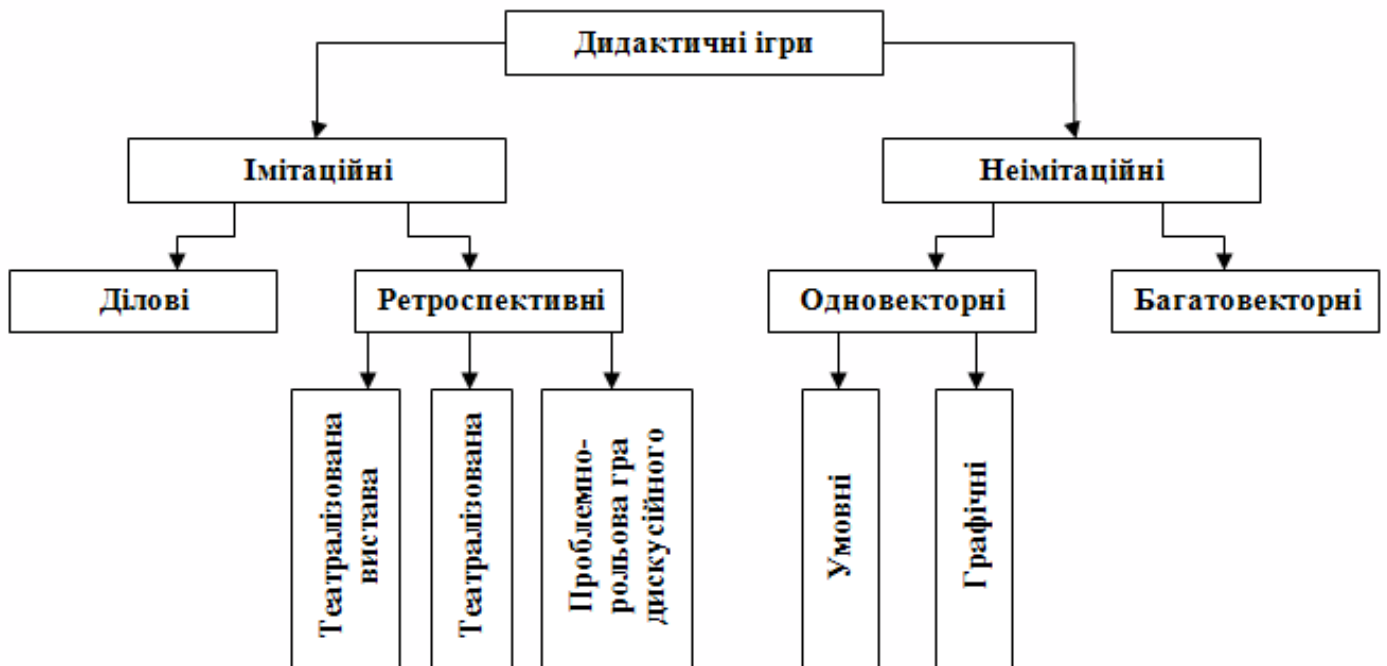 Дидактичні ігри
Імітаційні
Неімітаційні
Ділові
Ретроспективні
Одновекторні
Багатовекторні
Театралізована
вистава
Театралізована
Проблемно-
рольова гра
дискусійного
Умовні
Графічні